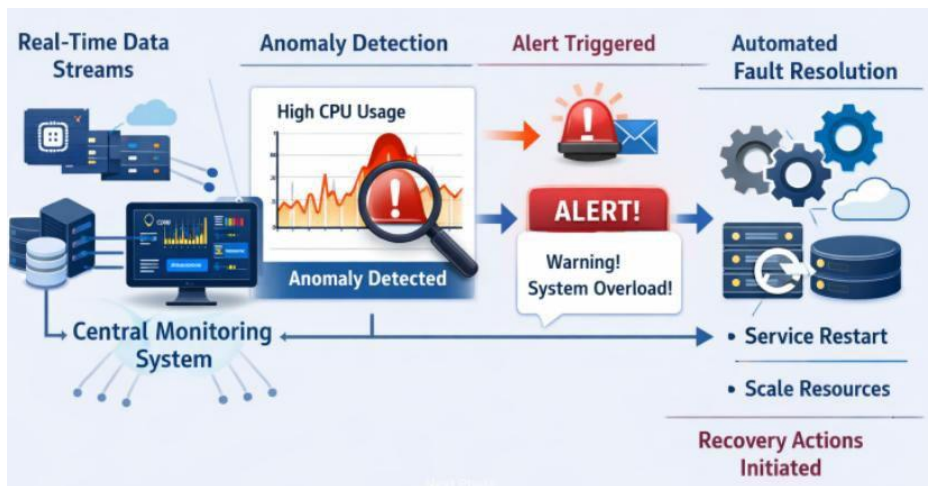 Real-Time Data
Streams
Anomaly Detection
High CPU Usage
Anomaly Detected
Alert Triggered
ALERT!
Warning!
System Overload!
Automated
Fault Resolution
Central Monitoring
System
• Service Restart
• Scale Resources
Recovery Actions
Initiated